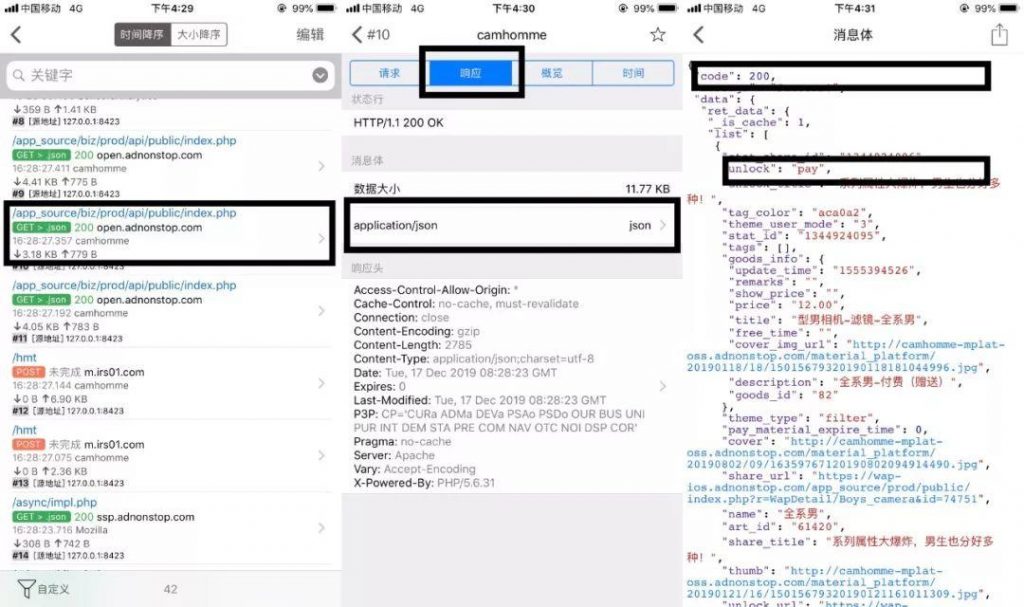 中国移动 4G 下午4:29 99%
时间降序 大小降序 编辑
关键字
↓359 B ↑1.41 KB
#8 [源地址] 127.0.0.1:8423
/app_source/biz/prod/api/public/index.php
GET > .json 200 open.adnonstop.com
16:28:27.411 camhomme
↓4.41 KB ↑775 B
#9 [源地址] 127.0.0.1:8423
/app_source/biz/prod/api/public/index.php
GET > .json 200 open.adnonstop.com
16:28:27.357 camhomme
↓3.18 KB ↑779 B
#10 [源地址] 127.0.0.1:8423
/app_source/biz/prod/api/public/index.php
GET > .json 200 open.adnonstop.com
16:28:27.192 camhomme
↓4.05 KB ↑783 B
#11 [源地址] 127.0.0.1:8423
/hmt
POST 未完成 m.irs01.com
16:28:27.144 camhomme
↓0 B ↑6.90 KB
#12 [源地址] 127.0.0.1:8423
/hmt
POST 未完成 m.irs01.com
16:28:27.075 camhomme
↓0 B ↑2.36 KB
#13 [源地址] 127.0.0.1:8423
/async/impl.php
GET > .json 200 ssp.adnonstop.com
16:28:23.716 Mozilla
↓308 B ↑742 B
#14 [源地址] 127.0.0.1:8423
自定义 42
中国移动 4G 下午4:30 99%
#10 camhomme
请求 响应 概览 时间
状态行
HTTP/1.1 200 OK
消息体
数据大小 11.77 KB
application/json json
响应头
Access-Control-Allow-Origin: *
Cache-Control: no-cache, must-revalidate
Connection: close
Content-Encoding: gzip
Content-Length: 2785
Content-Type: application/json;charset=utf-8
Date: Tue, 17 Dec 2019 08:28:23 GMT
Expires: 0
Last-Modified: Tue, 17 Dec 2019 08:28:23 GMT
P3P: CP='CURa ADMa DEVa PSAo PSDo OUR BUS UNI
PUR INT DEM STA PRE COM NAV OTC NOI DSP COR'
Pragma: no-cache
Server: Apache
Vary: Accept-Encoding
X-Powered-By: PHP/5.6.31
中国移动 4G 下午4:31 99%
消息体
"code": 200,
"data": {
"ret_data": {
"_is_cache": 1,
"list": [
{
unlock": "pay",
系列属性大爆炸，男生也分好多
种！",
"tag_color": "aca0a2",
"theme_user_mode": "3",
"stat_id": "1344924095",
"tags": [],
"goods_info": {
"update_time": "1555394526",
"remarks": "",
"show_price": "",
"price": "12.00",
"title": "型男相机-滤镜-全系男",
"free_time": "",
"cover_img_url": "http://camhomme-mplat-
oss.adnonstop.com/material_platform/
20190118/18/15015679320190118181044996.jpg",
"description": "全系男-付费（赠送）",
"goods_id": "82"
},
"theme_type": "filter",
"pay_material_expire_time": 0,
"cover": "http://camhomme-mplat-
oss.adnonstop.com/material_platform/
20190802/09/16359767120190802094914490.jpg",
"share_url": "https://wap-
ios.adnonstop.com/app_source/prod/public/
index.php?r=WapDetail/Boys_camera&id=74751",
"name": "全系男",
"art_id": "61420",
"share_title": "系列属性大爆炸，男生也分好多
种！",
"thumb": "http://camhomme-mplat-
oss.adnonstop.com/material_platform/
20190121/16/15015679320190121161011309.jpg",
"unlock_url": "https://wap-